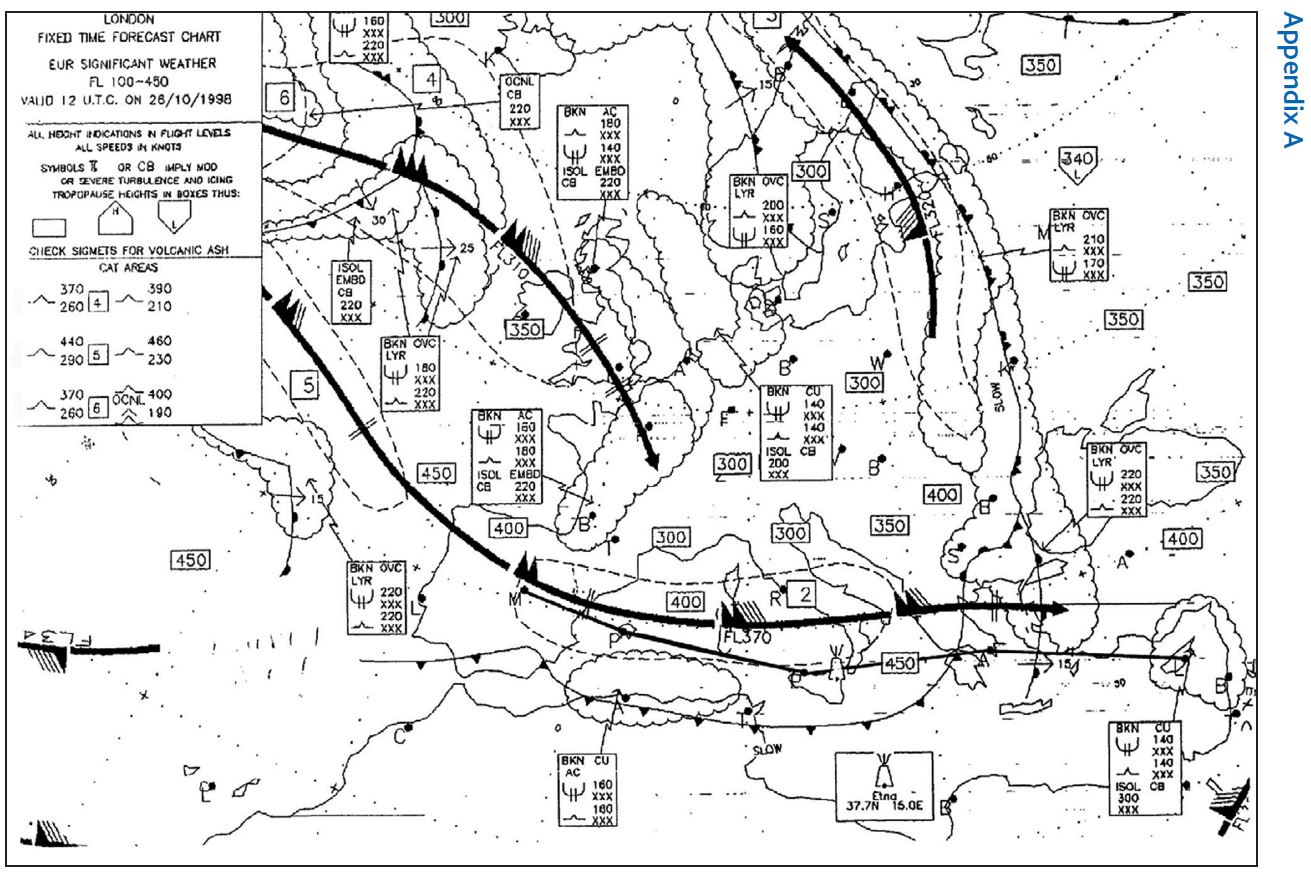 Appendix A
LONDON
FIXED TIME FORECAST CHART
EUR SIGNIFICANT WEATHER
FL 100-450
VALID 12 U.T.C. ON 26/10/1998
ALL HEIGHT INDICATIONS IN FLIGHT LEVELS
ALL SPEEDS IN KNOTS
SYMBOLS OR CB IMPLY MOD
OR SEVERE TURBULENCE AND ICING
TROPOPAUSE HEIGHTS IN BOXES THUS:
H
L
CHECK SIGMETS FOR VOLCANIC ASH
CAT AREAS
370 390
260 4 210
440 460
290 5 230
370 OCNL 400
260 6 190
160
XXX
220
XXX
300
4
6
3
OCNL
CB
220
XXX
BKN AC
180
XXX
140
XXX
ISOL EMBD
CB 220
XXX
15
350
340
L
300
30
60
FL320
BKN OVC
LYR
200
XXX
160
XXX
S
M
BKN OVC
LYR
210
XXX
170
XXX
30
25
ISOL
EMBD
CB
220
XXX
FL310
350
350
350
BKN OVC
LYR
180
XXX
220
XXX
5
A
B
W
K
300
SLOW
BKN CU
140
XXX
140
XXX
ISOL CB
200
XXX
BKN AC
180
XXX
180
XXX
ISOL EMBD
CB 220
XXX
F
300
B
450
400
B
BKN OVC
LYR
220
XXX
220
XXX
350
15
400
B
T
300
300
350
400
450
S
A
BKN OVC
LYR
220
XXX
220
XXX
L
M
400
R
2
FL370
FL34
P
P
450
A
15
L
B
50
A
T
SLOW
C
BKN CU
AC
160
XXX
160
XXX
Etna
37.7N 15.0E
B
BKN CU
140
XXX
140
XXX
ISOL CB
300
XXX